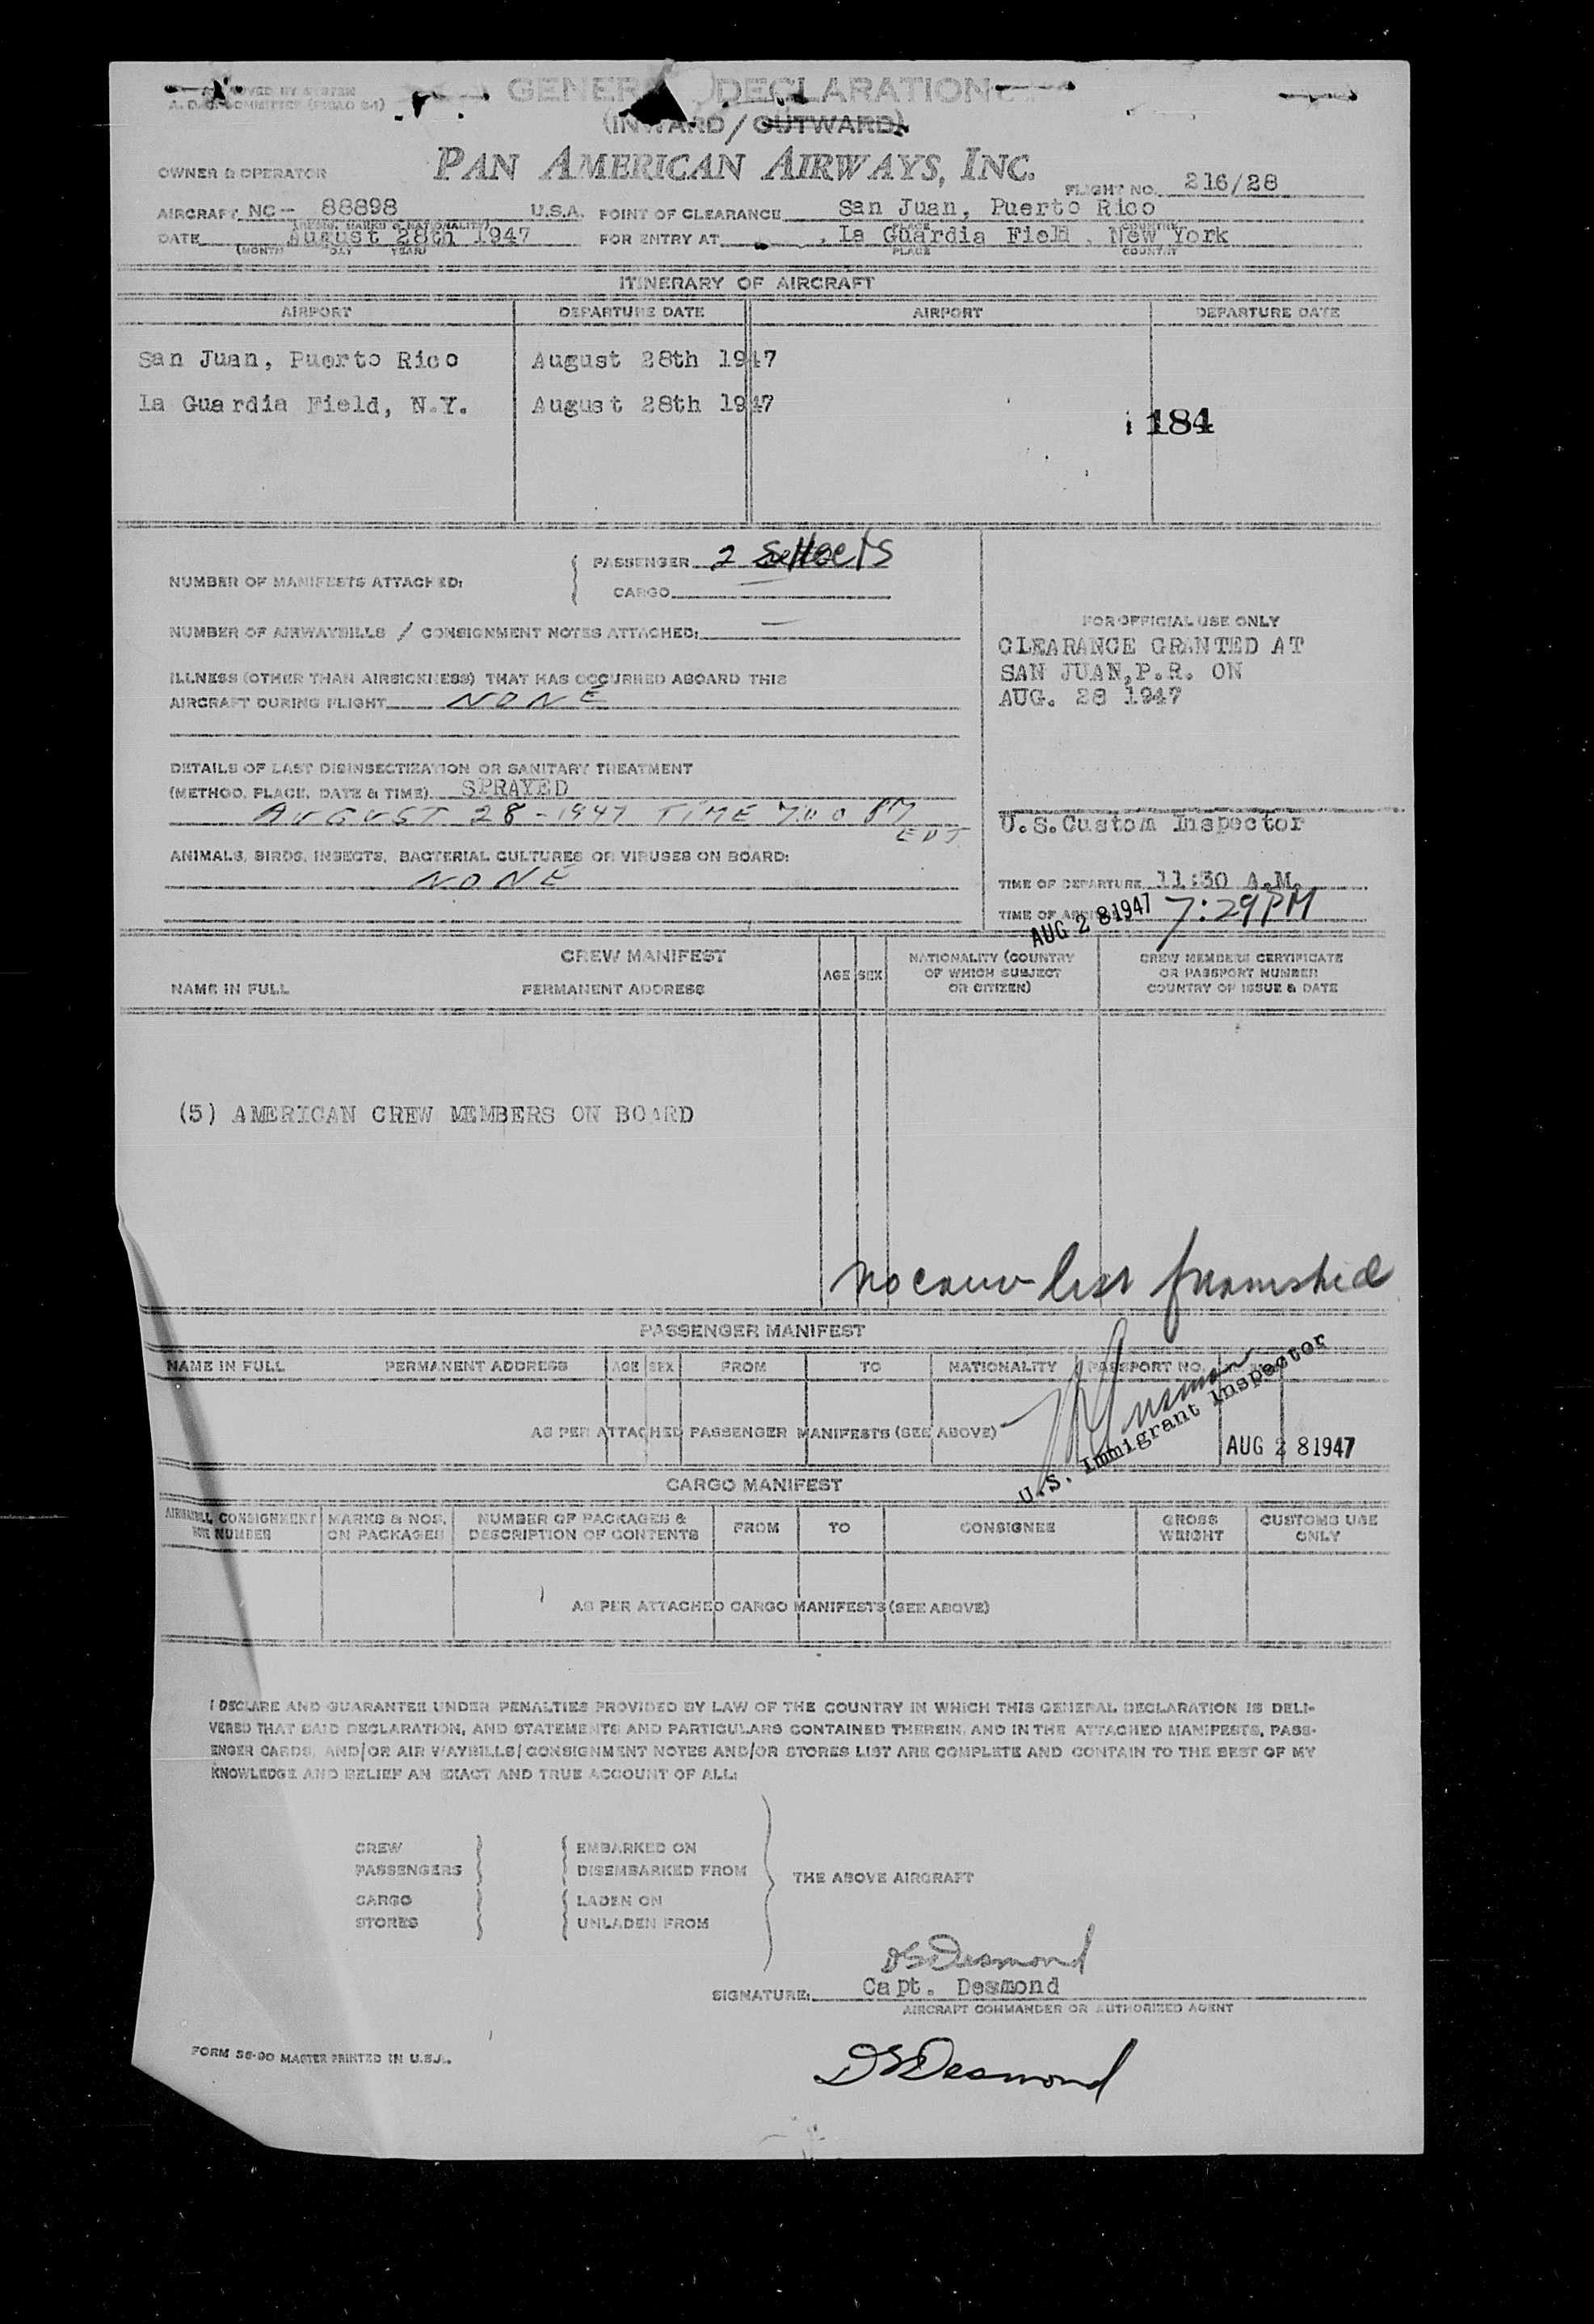 APPROVED BY SYSTEM
GENERAL DECLARATION
(INWARD/OUTWARD)
PAN AMERICAN AIRWAYS, INC.
OWNER & OPERATOR
FLIGHT NO. 216/28
AIRCRAFT NC- 88898 U.S.A. POINT OF CLEARANCE San Juan, Puerto Rico
DATE August 28th 1947 FOR ENTRY AT , La Guardia Field , New York
(MONTH DAY YEAR) PLACE COUNTRY
ITINERARY OF AIRCRAFT
AIRPORT DEPARTURE DATE AIRPORT DEPARTURE DATE
San Juan, Puerto Rico August 28th 1947
La Guardia Field, N.Y. August 28th 1947
184
NUMBER OF MANIFESTS ATTACHED: PASSENGER 2
CARGO
NUMBER OF AIRWAYBILLS / CONSIGNMENT NOTES ATTACHED:
ILLNESS (OTHER THAN AIRSICKNESS) THAT HAS OCCURRED ABOARD THIS
AIRCRAFT DURING FLIGHT NONE
DETAILS OF LAST DISINSECTIZATION OR SANITARY TREATMENT
(METHOD, PLACE, DATE & TIME) SPRAYED
AUGUST 28-1947 TIME 7:00 PM
EDT
ANIMALS, BIRDS, INSECTS, BACTERIAL CULTURES OR VIRUSES ON BOARD:
NONE
FOR OFFICIAL USE ONLY
CLEARANCE GRANTED AT
SAN JUAN,P.R. ON
AUG. 28 1947
U.S.Custom Inspector
TIME OF DEPARTURE 11:30 A.M.
TIME OF ARRIVAL 7:29 PM
AUG 28 1947
CREW MANIFEST
NAME IN FULL PERMANENT ADDRESS AGE SEX NATIONALITY (COUNTRY
OF WHICH SUBJECT
OR CITIZEN)
CREW MEMBERS CERTIFICATE
OR PASSPORT NUMBER
COUNTRY OF ISSUE & DATE
(5) AMERICAN CREW MEMBERS ON BOARD
PASSENGER MANIFEST
NAME IN FULL PERMANENT ADDRESS AGE SEX FROM TO NATIONALITY PASSPORT NO.
AS PER ATTACHED PASSENGER MANIFESTS (SEE ABOVE)
U.S. Immigrant Inspector
AUG 28 1947
CARGO MANIFEST
AIRWAYBILL CONSIGNMENT
NOTE NUMBER
MARKS & NOS.
ON PACKAGES
NUMBER OF PACKAGES &
DESCRIPTION OF CONTENTS
FROM TO CONSIGNEE
GROSS
WEIGHT
CUSTOMS USE
ONLY
AS PER ATTACHED CARGO MANIFESTS (SEE ABOVE)
I DECLARE AND GUARANTEE UNDER PENALTIES PROVIDED BY LAW OF THE COUNTRY IN WHICH THIS GENERAL DECLARATION IS DELI-
VERED THAT SAID DECLARATION, AND STATEMENTS AND PARTICULARS CONTAINED THEREIN, AND IN THE ATTACHED MANIFESTS, PASS-
ENGER CARDS, AND/OR AIR WAYBILLS/CONSIGNMENT NOTES AND/OR STORES LIST ARE COMPLETE AND CONTAIN TO THE BEST OF MY
KNOWLEDGE AND BELIEF AN EXACT AND TRUE ACCOUNT OF ALL:
CREW EMBARKED ON
PASSENGERS DISEMBARKED FROM
THE ABOVE AIRCRAFT
CARGO LADEN ON
STORES UNLADEN FROM
DSDesmond
SIGNATURE: Capt. Desmond
AIRCRAFT COMMANDER OR AUTHORIZED AGENT
FORM 56-90 MASTER PRINTED IN U.S.A.
DSDesmond